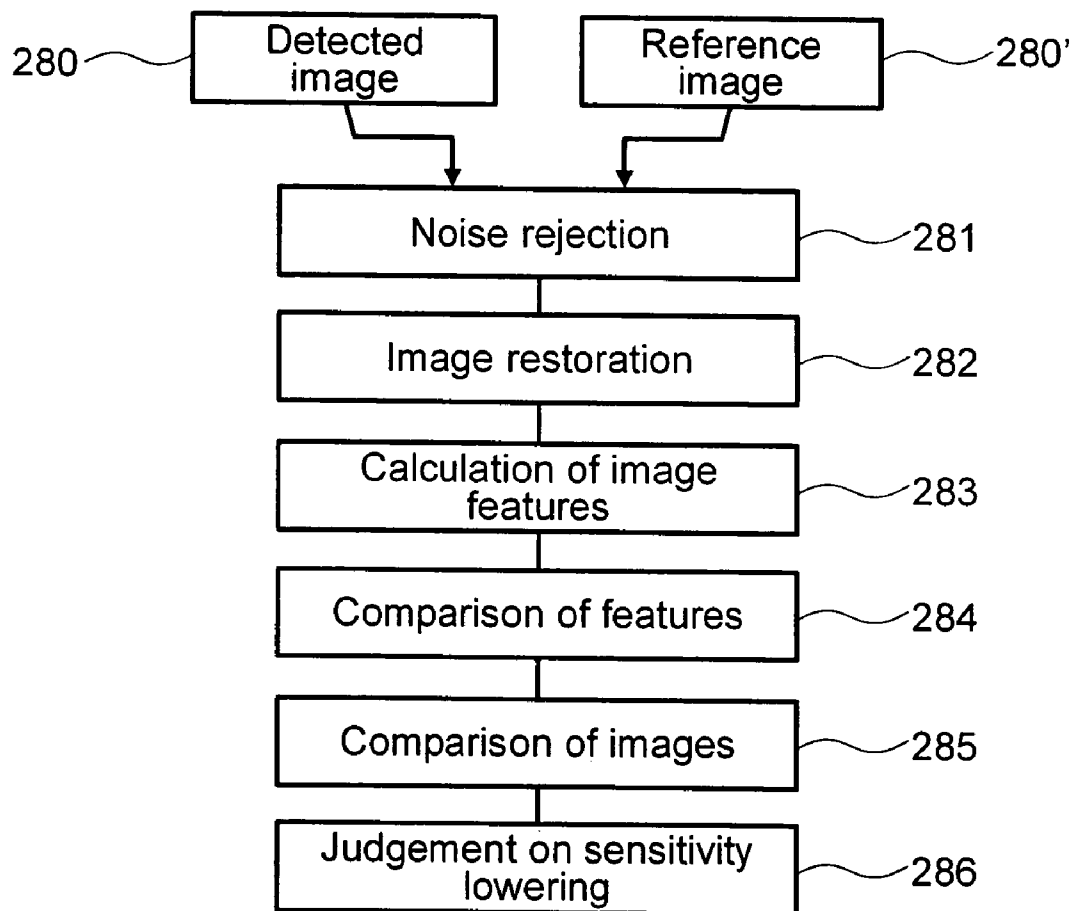 280
Detected
image
Reference
image
280'
Noise rejection
281
Image restoration
282
Calculation of image
features
283
Comparison of features
284
Comparison of images
285
Judgement on sensitivity
lowering
286